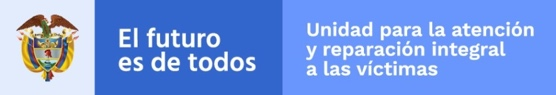 El futuro
es de todos
Unidad para la atención
y reparación integral
a las víctimas